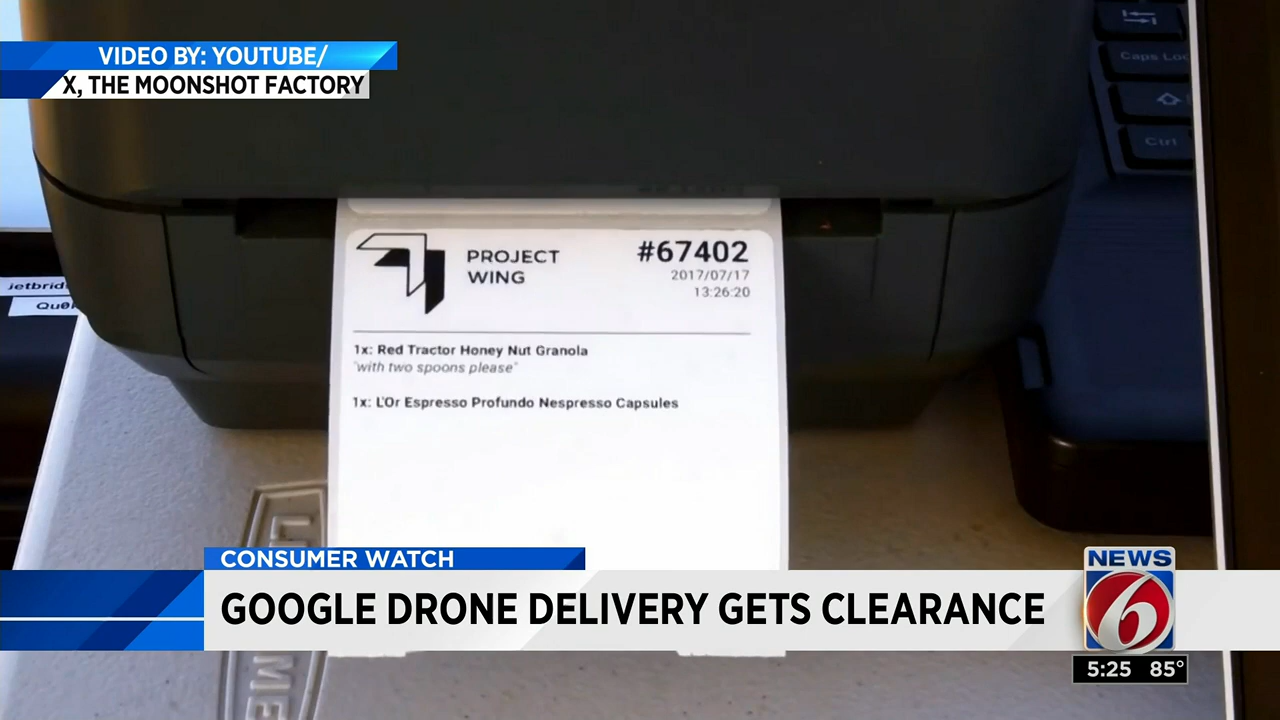 VIDEO BY: YOUTUBE/
X, THE MOONSHOT FACTORY
Caps Loc
Ctrl
PROJECT
WING
#67402
2017/07/17
13:26:20
jetbrid
1x: Red Tractor Honey Nut Granola
"with two spoons please"
1x: L'Or Espresso Profundo Nespresso Capsules
CONSUMER WATCH
GOOGLE DRONE DELIVERY GETS CLEARANCE
NEWS
6
5:25 85°